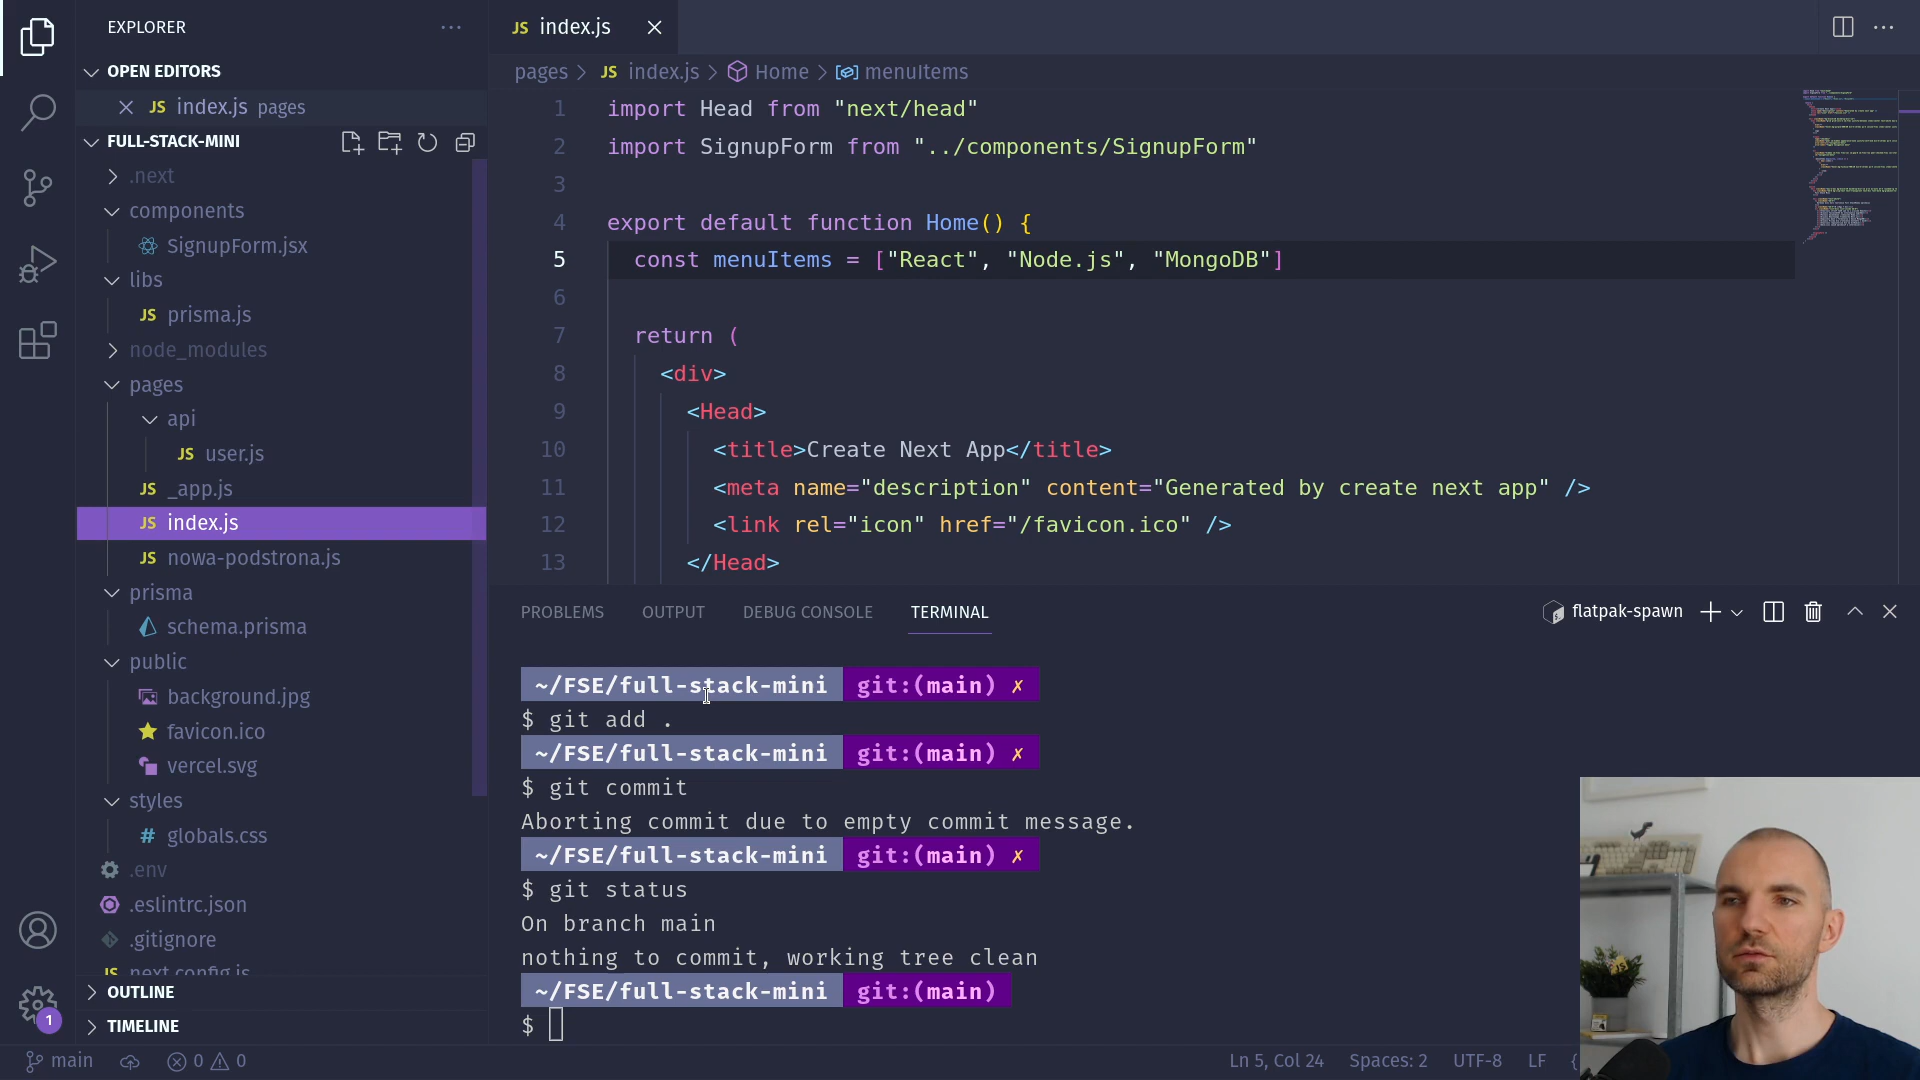 EXPLORER
OPEN EDITORS
JS index.js pages
FULL-STACK-MINI
.next
components
SignupForm.jsx
libs
JS prisma.js
node_modules
pages
api
JS user.js
JS _app.js
JS index.js
JS nowa-podstrona.js
prisma
schema.prisma
public
background.jpg
favicon.ico
vercel.svg
styles
# globals.css
.env
.eslintrc.json
.gitignore
JS next.config.js
OUTLINE
TIMELINE
1
JS index.js
pages > JS index.js > Home > menuItems
1 import Head from "next/head"
2 import SignupForm from "../components/SignupForm"
3
4 export default function Home() {
5 const menuItems = ["React", "Node.js", "MongoDB"]
6
7 return (
8 <div>
9 <Head>
10 <title>Create Next App</title>
11 <meta name="description" content="Generated by create next app" />
12 <link rel="icon" href="/favicon.ico" />
13 </Head>
PROBLEMS OUTPUT DEBUG CONSOLE TERMINAL flatpak-spawn
~/FSE/full-stack-mini git:(main) ✗
$ git add .
~/FSE/full-stack-mini git:(main) ✗
$ git commit
Aborting commit due to empty commit message.
~/FSE/full-stack-mini git:(main) ✗
$ git status
On branch main
nothing to commit, working tree clean
~/FSE/full-stack-mini git:(main)
$
main 0 0 Ln 5, Col 24 Spaces: 2 UTF-8 LF {